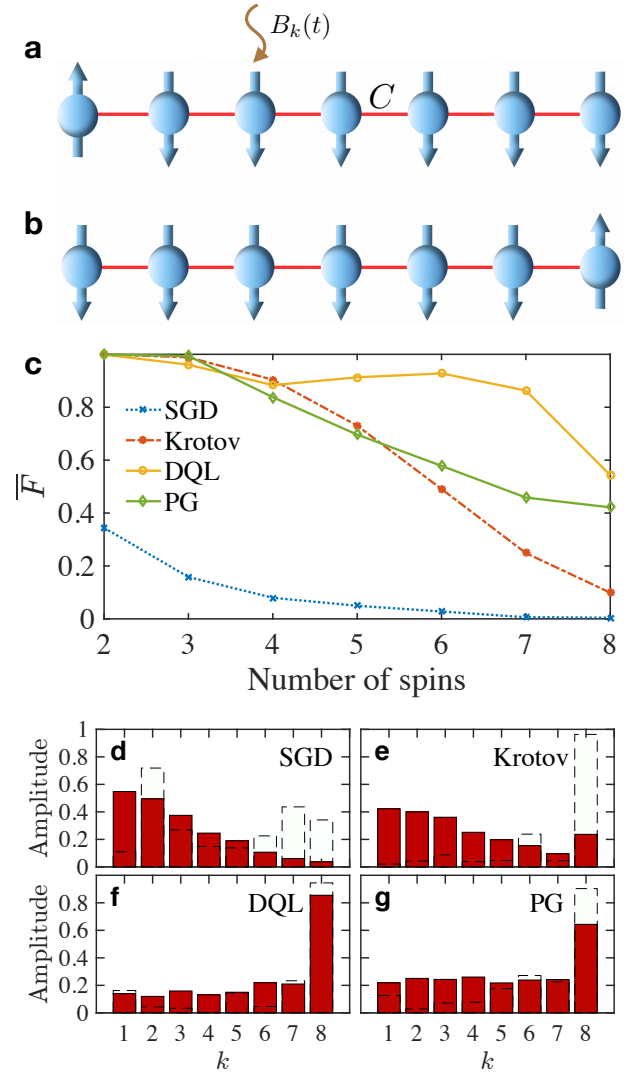 B_k(t)
a
C
b
c
0.8
0.6
0.4
0.2
0
F̅
SGD
Krotov
DQL
PG
2 3 4 5 6 7 8
Number of spins
1
0.8
0.6
0.4
0.2
0
Amplitude
d SGD
e Krotov
0.8
0.6
0.4
0.2
0
Amplitude
f DQL
g PG
1 2 3 4 5 6 7 8
1 2 3 4 5 6 7 8
k
k